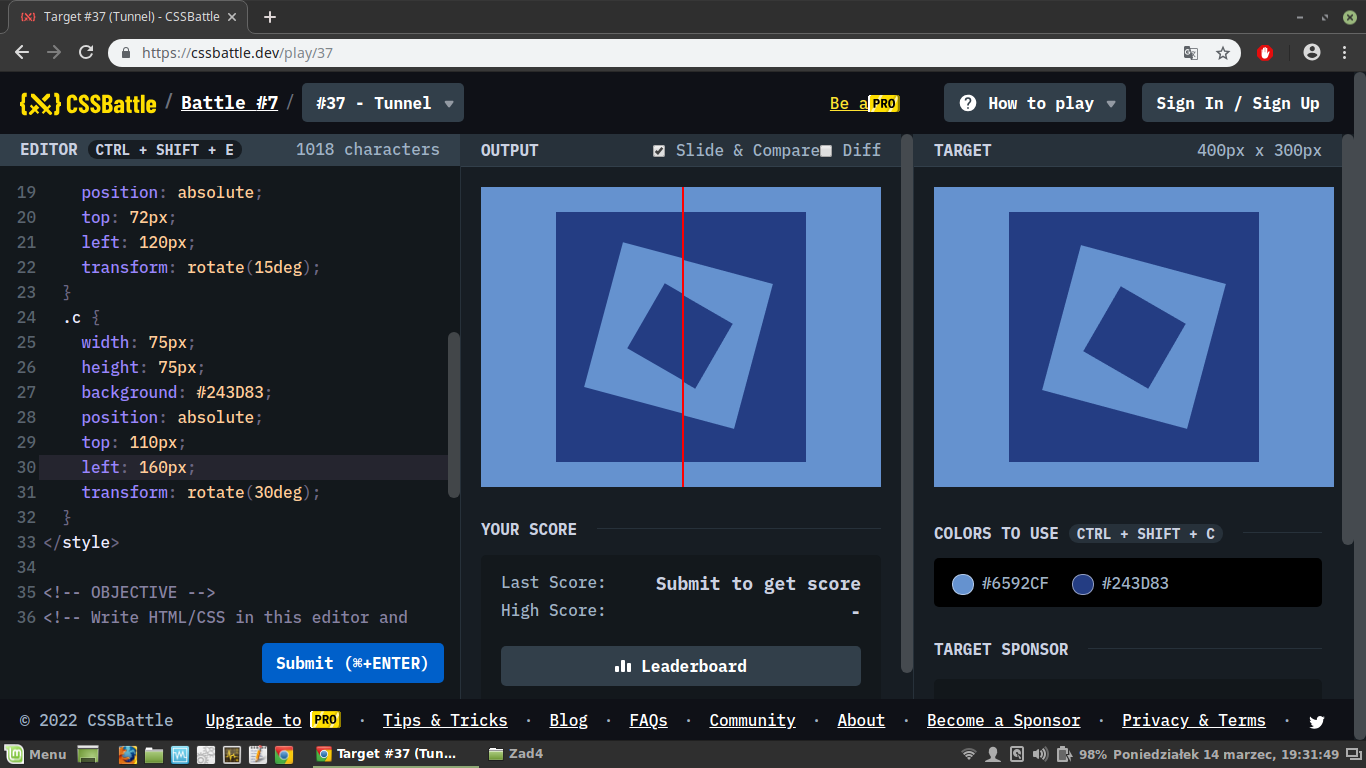 Target #37 (Tunnel) - CSSBattle
https://cssbattle.dev/play/37
CSSBattle / Battle #7 / #37 - Tunnel
Be a PRO
How to play
Sign In / Sign Up
EDITOR CTRL + SHIFT + E 1018 characters
19 position: absolute;
20 top: 72px;
21 left: 120px;
22 transform: rotate(15deg);
23 }
24 .c {
25 width: 75px;
26 height: 75px;
27 background: #243D83;
28 position: absolute;
29 top: 110px;
30 left: 160px;
31 transform: rotate(30deg);
32 }
33 </style>
34
35 <!-- OBJECTIVE -->
36 <!-- Write HTML/CSS in this editor and
Submit (⌘+ENTER)
OUTPUT Slide & Compare Diff
YOUR SCORE
Last Score: Submit to get score
High Score: -
Leaderboard
TARGET 400px x 300px
COLORS TO USE CTRL + SHIFT + C
#6592CF #243D83
TARGET SPONSOR
© 2022 CSSBattle Upgrade to PRO · Tips & Tricks · Blog · FAQs · Community · About · Become a Sponsor · Privacy & Terms ·
Menu Target #37 (Tun... Zad4 98% Poniedziałek 14 marzec, 19:31:49